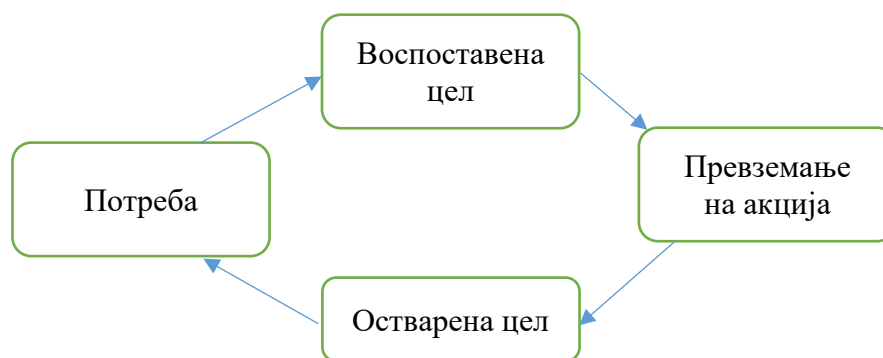 Воспоставена
цел
Превземање
на акција
Потреба
Остварена цел